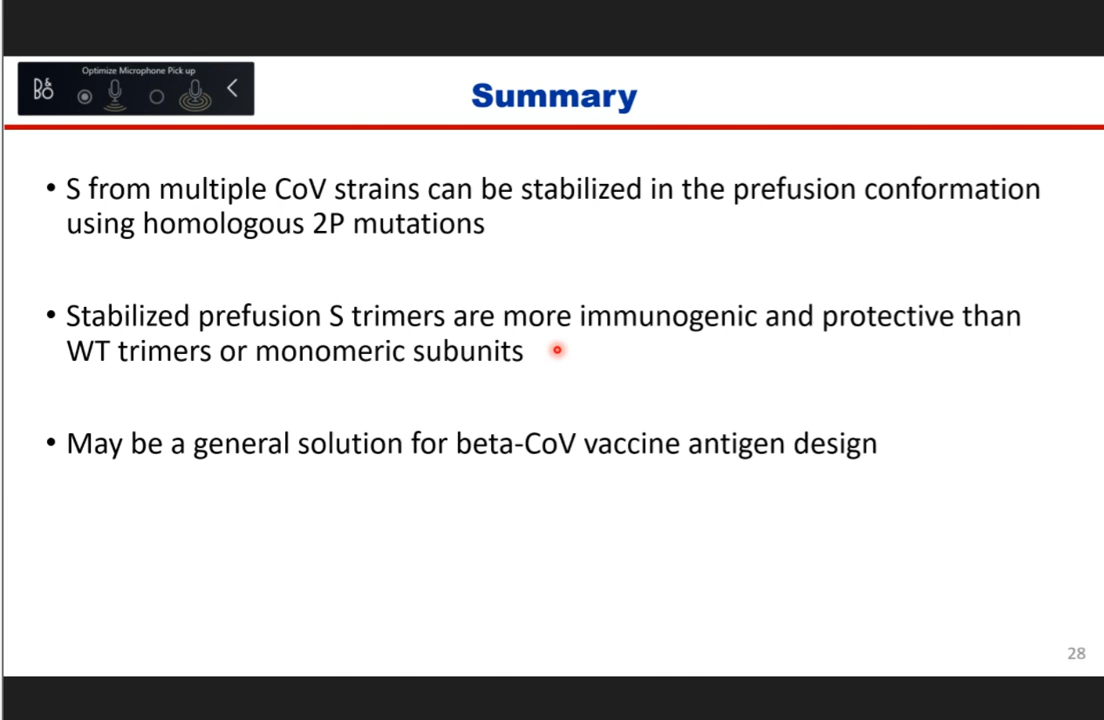 Optimize Microphone Pick up
B&O
Summary
• S from multiple CoV strains can be stabilized in the prefusion conformation
using homologous 2P mutations
• Stabilized prefusion S trimers are more immunogenic and protective than
WT trimers or monomeric subunits
• May be a general solution for beta-CoV vaccine antigen design
28